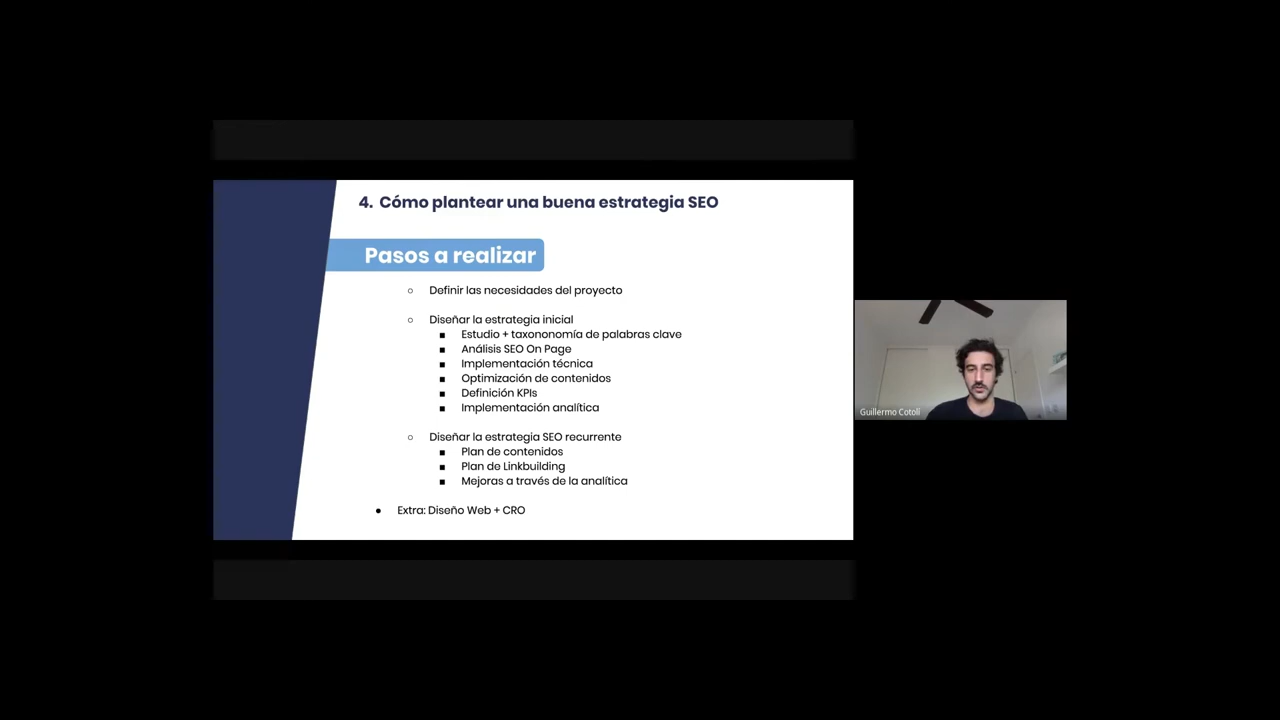 4. Cómo plantear una buena estrategia SEO
Pasos a realizar
Definir las necesidades del proyecto
Diseñar la estrategia inicial
Estudio + taxononomía de palabras clave
Análisis SEO On Page
Implementación técnica
Optimización de contenidos
Definición KPIs
Implementación analítica
Diseñar la estrategia SEO recurrente
Plan de contenidos
Plan de Linkbuilding
Mejoras a través de la analítica
Extra: Diseño Web + CRO
Guillermo Cotolí